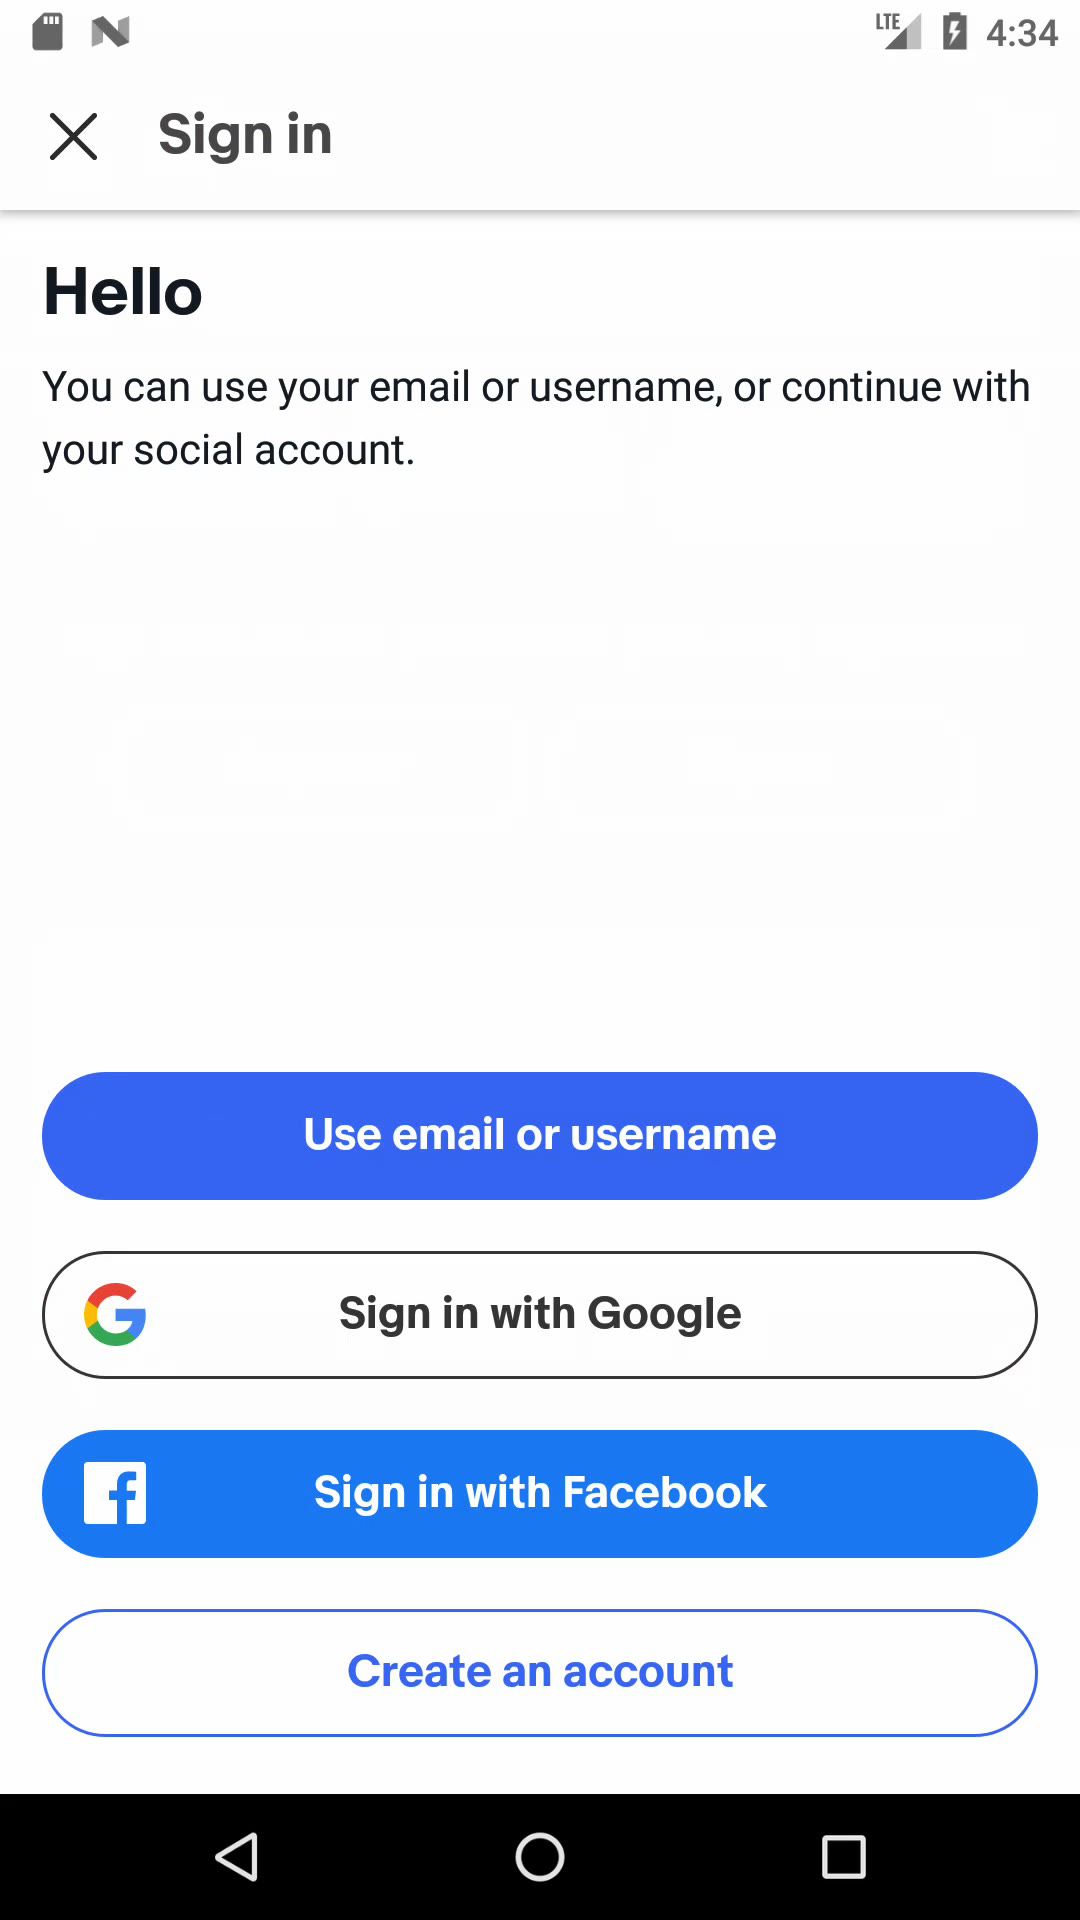 LTE 4:34
Sign in
Hello
You can use your email or username, or continue with
your social account.
Use email or username
Sign in with Google
Sign in with Facebook
Create an account